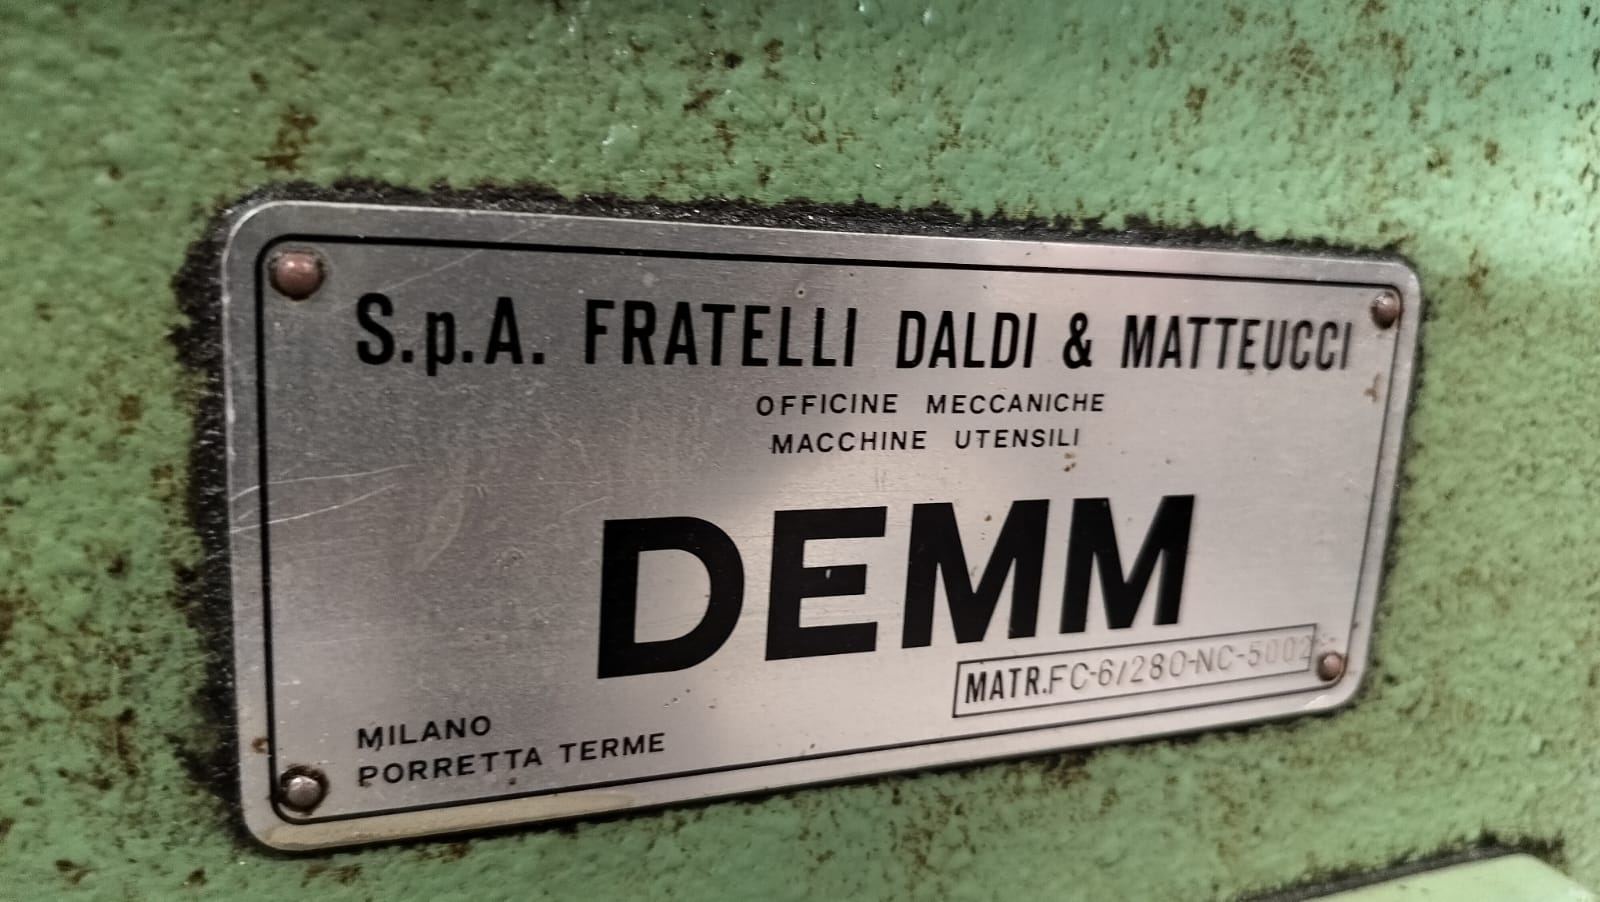 S.p.A. FRATELLI DALDI & MATTEUCCI
OFFICINE MECCANICHE
MACCHINE UTENSILI
DEMM
MATR.FC-6/280-NC-5002
MILANO
PORRETTA TERME